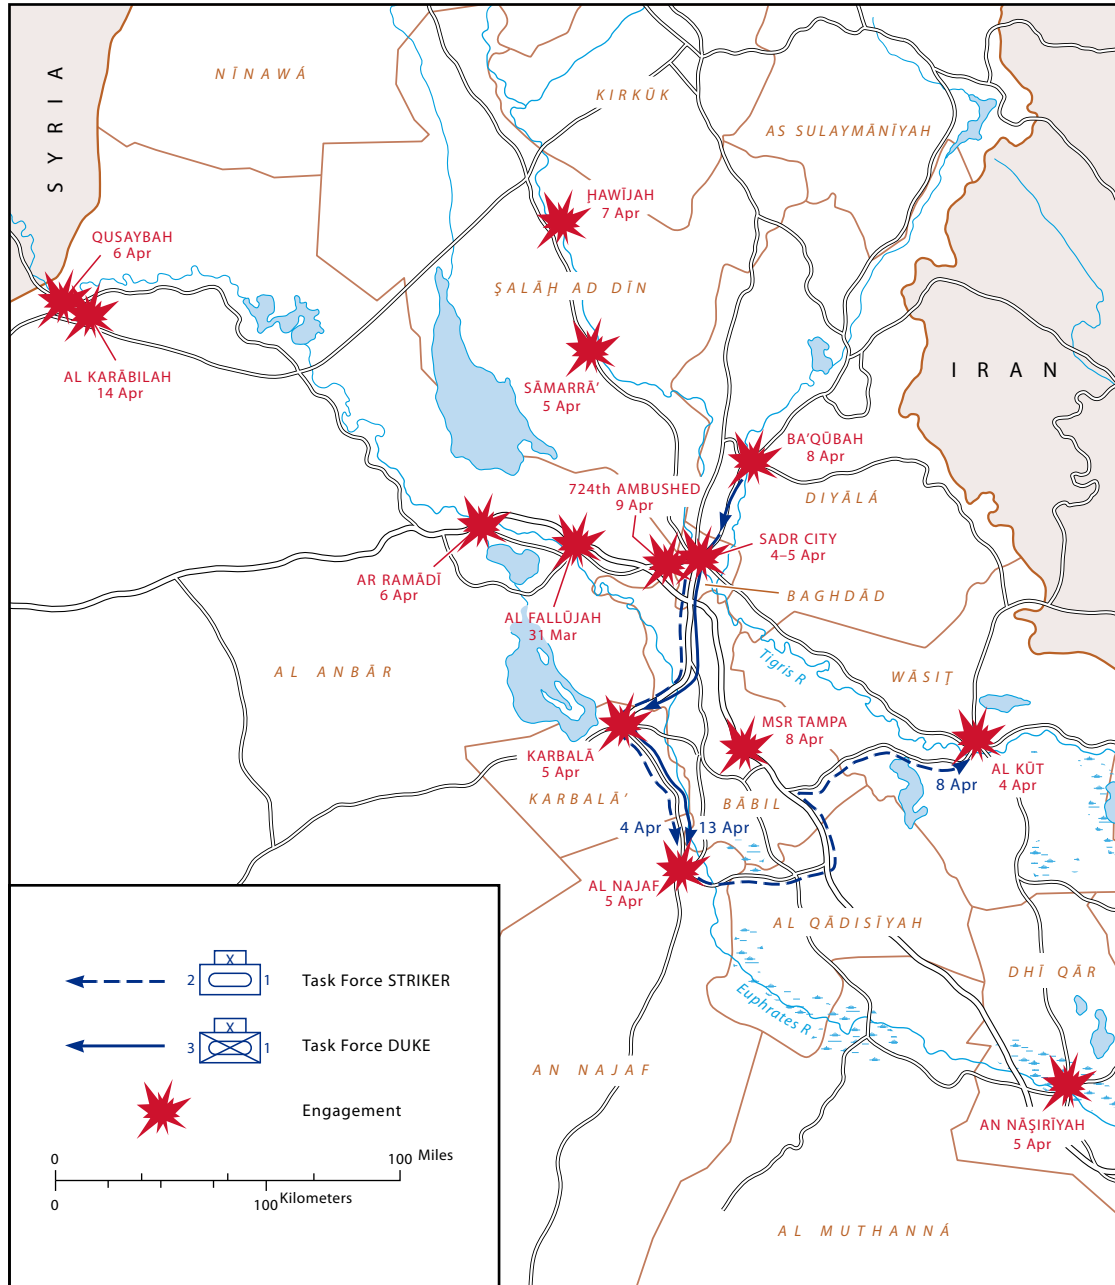 SYRIA
NĪNAWÁ
KIRKŪK
AS SULAYMĀNĪYAH
ḨAWĪJAH
7 Apr
QUSAYBAH
6 Apr
ŞALĀḨ AD DĪN
AL KARĀBILAH
14 Apr
SĀMARRĀ'
5 Apr
IRAN
BA'QŪBAH
8 Apr
DIYĀLÁ
724th AMBUSHED
9 Apr
SADR CITY
4–5 Apr
AR RAMĀDĪ
6 Apr
BAGHDĀD
AL FALLŪJAH
31 Mar
AL ANBĀR
Tigris R
WĀSIŢ
MSR TAMPA
8 Apr
KARBALĀ
5 Apr
AL KŪT
4 Apr
8 Apr
KARBALĀ'
BĀBIL
4 Apr
13 Apr
AL NAJAF
5 Apr
AL QĀDISĪYAH
DHĪ QĀR
Euphrates R
AN NAJAF
AN NĀŞIRĪYAH
5 Apr
AL MUTHANNÁ
X
2 1 Task Force STRIKER
X
3 1 Task Force DUKE
Engagement
0 100 Miles
0 100 Kilometers